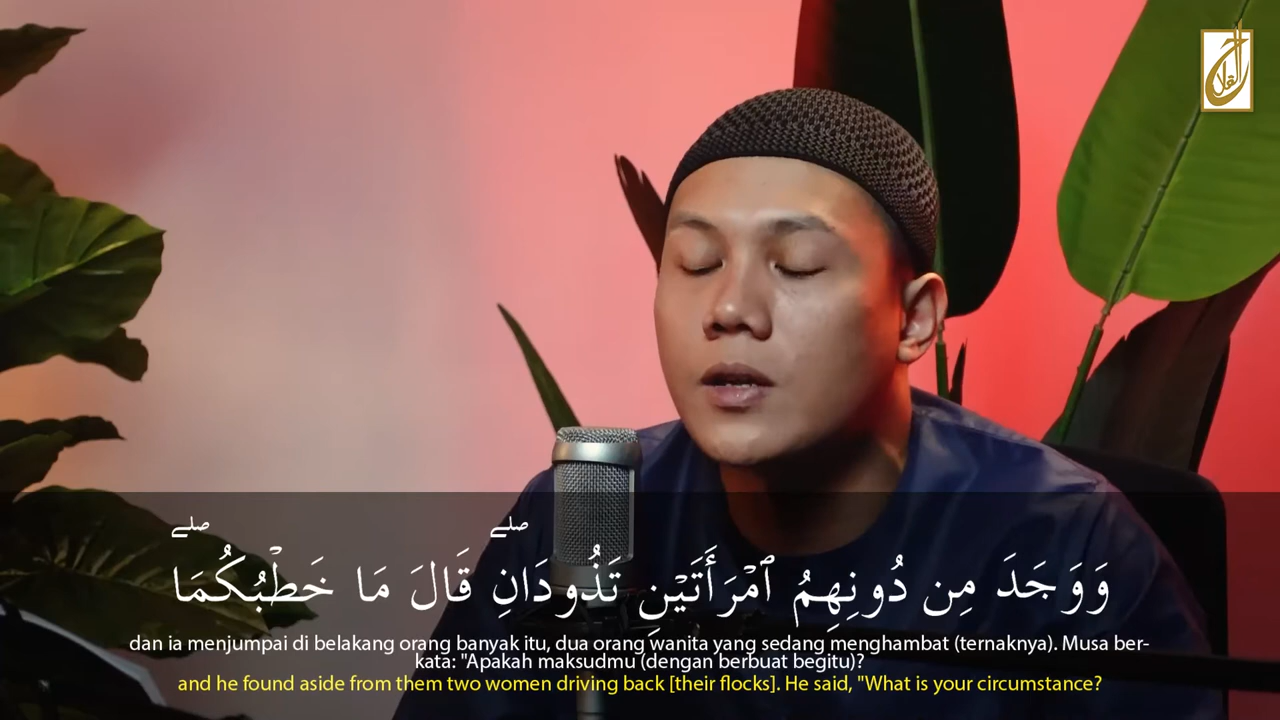 العفلاح
وَوَجَدَ مِن دُونِهِمُ ٱمْرَأَتَيْنِ تَذُودَانِ ۖ قَالَ مَا خَطْبُكُمَا ۖ
dan ia menjumpai di belakang orang banyak itu, dua orang wanita yang sedang menghambat (ternaknya). Musa ber-
kata: "Apakah maksudmu (dengan berbuat begitu)?
and he found aside from them two women driving back [their flocks]. He said, "What is your circumstance?